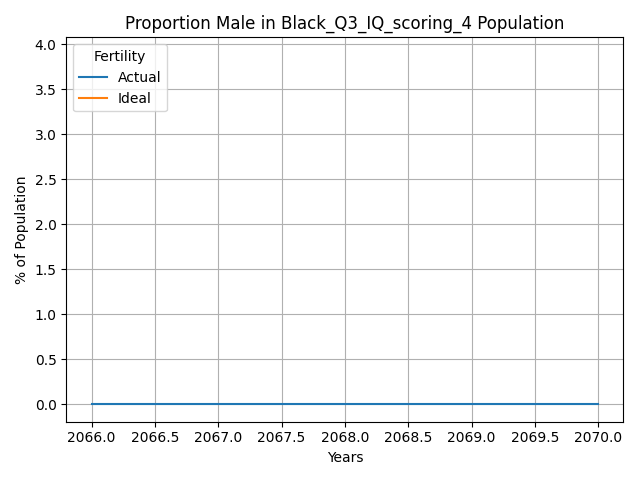 Proportion Male in Black_Q3_IQ_scoring_4 Population
Fertility
Actual
Ideal
% of Population
4.0
3.5
3.0
2.5
2.0
1.5
1.0
0.5
0.0
2066.0 2066.5 2067.0 2067.5 2068.0 2068.5 2069.0 2069.5 2070.0
Years